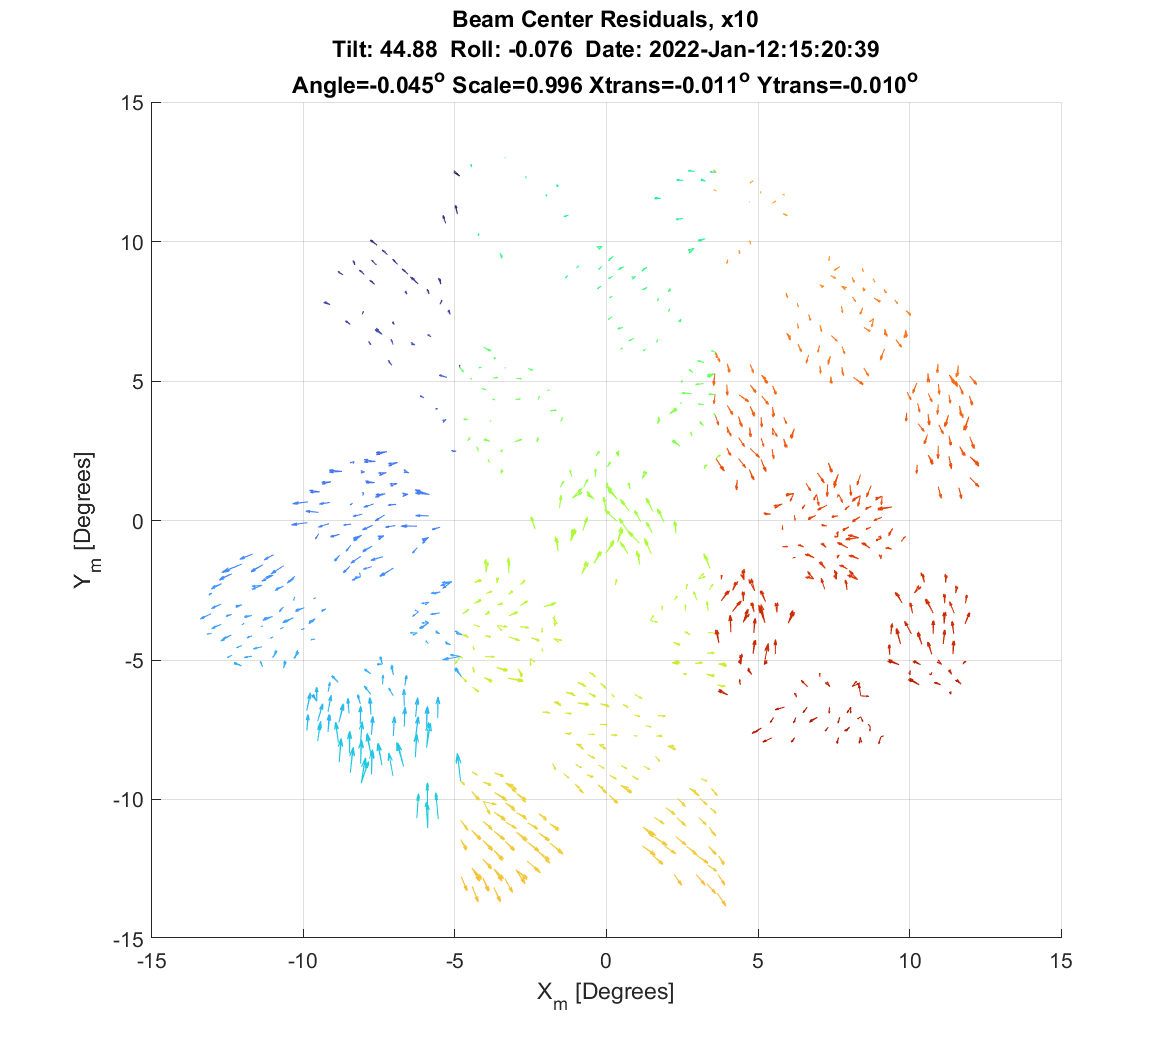 Beam Center Residuals, x10
Tilt: 44.88 Roll: -0.076 Date: 2022-Jan-12:15:20:39
Angle=-0.045° Scale=0.996 Xtrans=-0.011° Ytrans=-0.010°
15
10
5
0
-5
-10
-15
Y_m [Degrees]
-15 -10 -5 0 5 10 15
X_m [Degrees]